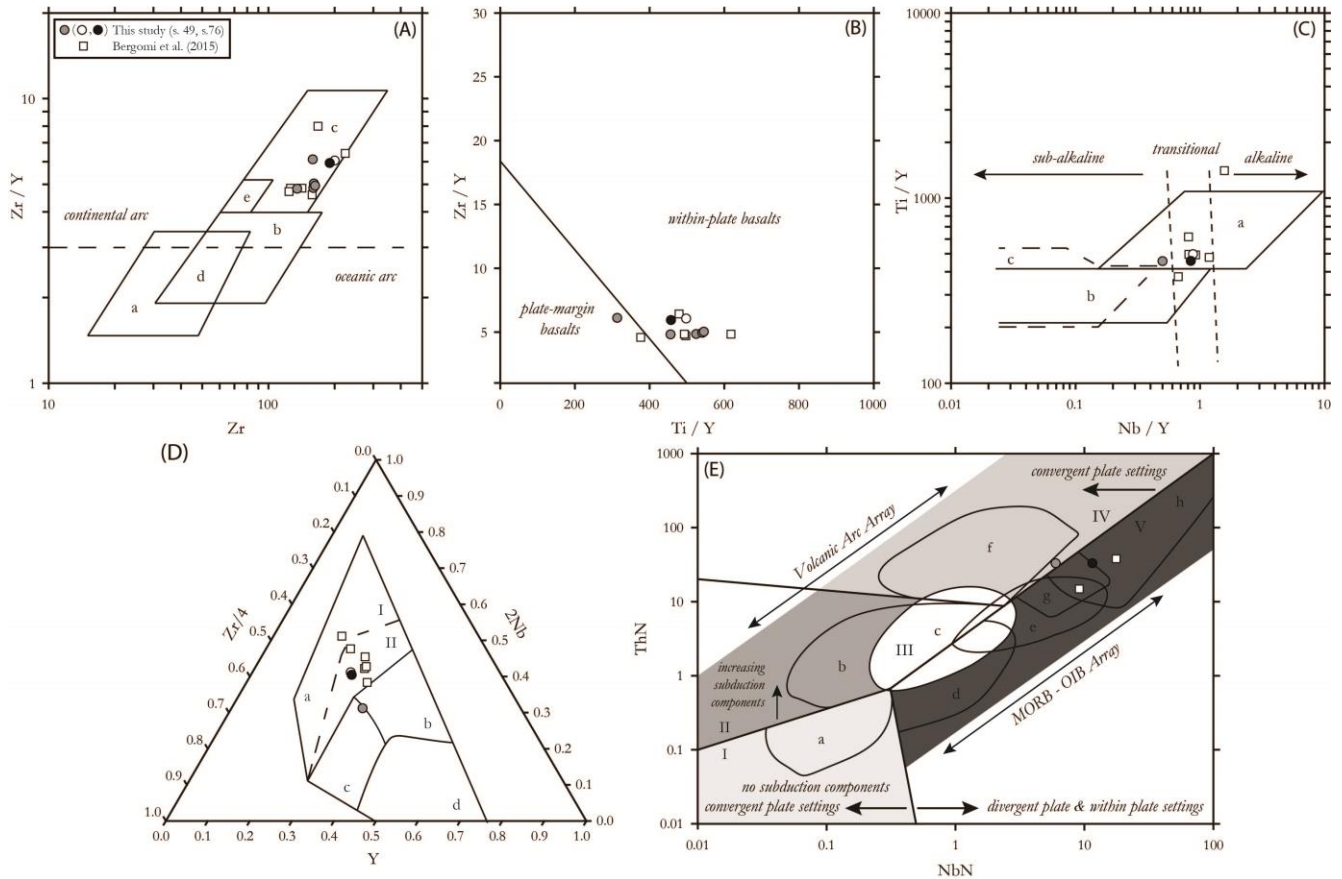 (A)
This study (s. 49, s.76)
Bergomi et al. (2015)
10
1
Zr / Y
continental arc
oceanic arc
a
b
c
d
e
10
100
Zr
(B)
30
25
20
15
10
5
0
Zr / Y
within-plate basalts
plate-margin
basalts
0
200
400
600
800
1000
Ti / Y
(C)
10000
1000
100
Ti / Y
sub-alkaline
transitional
alkaline
a
b
c
0.01
0.1
1
10
Nb / Y
(D)
0.0
1.0
0.1
0.9
0.2
0.8
0.3
0.7
0.4
0.6
0.5
0.5
0.6
0.4
0.7
0.3
0.8
0.2
0.9
0.1
1.0
0.0
Zr/4
2Nb
I
II
a
b
c
d
0.0
0.1
0.2
0.3
0.4
0.5
0.6
0.7
0.8
0.9
1.0
Y
(E)
1000
100
10
1
0.1
0.01
ThN
convergent plate settings
Volcanic Arc Array
IV
V
h
f
g
e
c
III
b
d
increasing
subduction
components
MORB - OIB Array
II
I
a
no subduction components
convergent plate settings
divergent plate & within plate settings
0.01
0.1
1
10
100
NbN